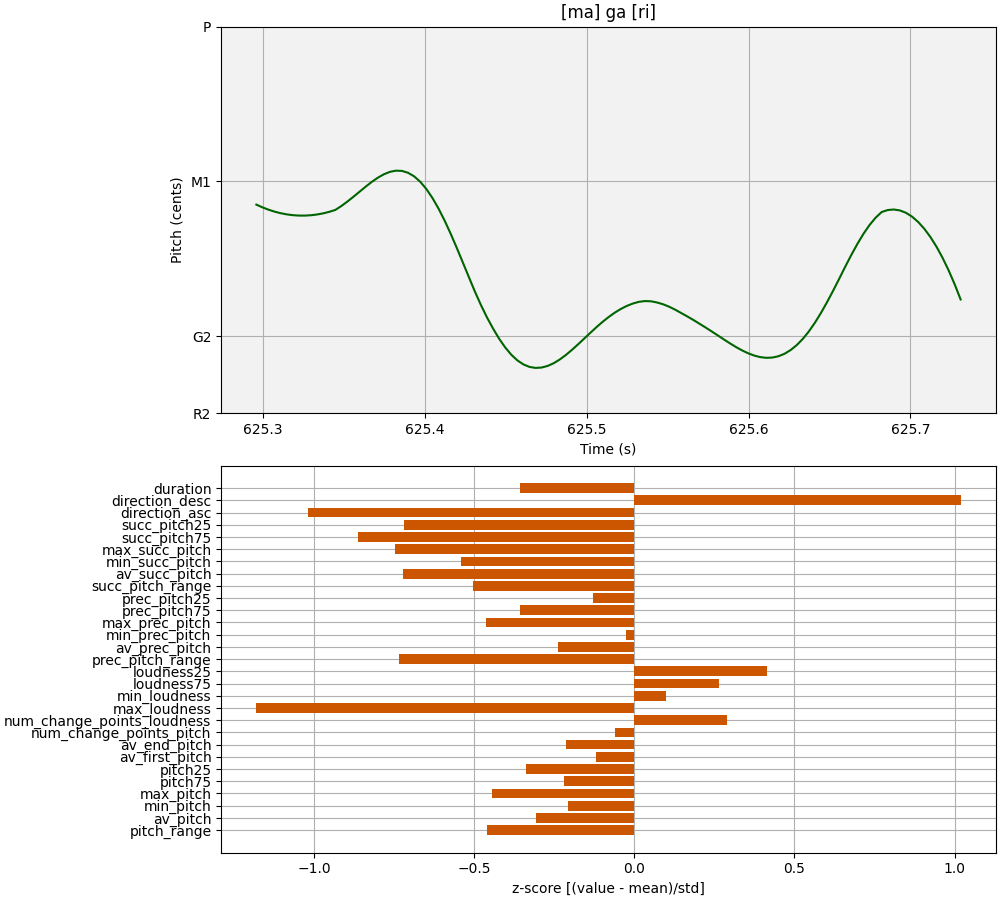 [ma] ga [ri]
P
M1
G2
R2
Pitch (cents)
625.3 625.4 625.5 625.6 625.7
Time (s)
duration
direction_desc
direction_asc
succ_pitch25
succ_pitch75
max_succ_pitch
min_succ_pitch
av_succ_pitch
succ_pitch_range
prec_pitch25
prec_pitch75
max_prec_pitch
min_prec_pitch
av_prec_pitch
prec_pitch_range
loudness25
loudness75
min_loudness
max_loudness
num_change_points_loudness
num_change_points_pitch
av_end_pitch
av_first_pitch
pitch25
pitch75
max_pitch
min_pitch
av_pitch
pitch_range
−1.0 −0.5 0.0 0.5 1.0
z-score [(value - mean)/std]